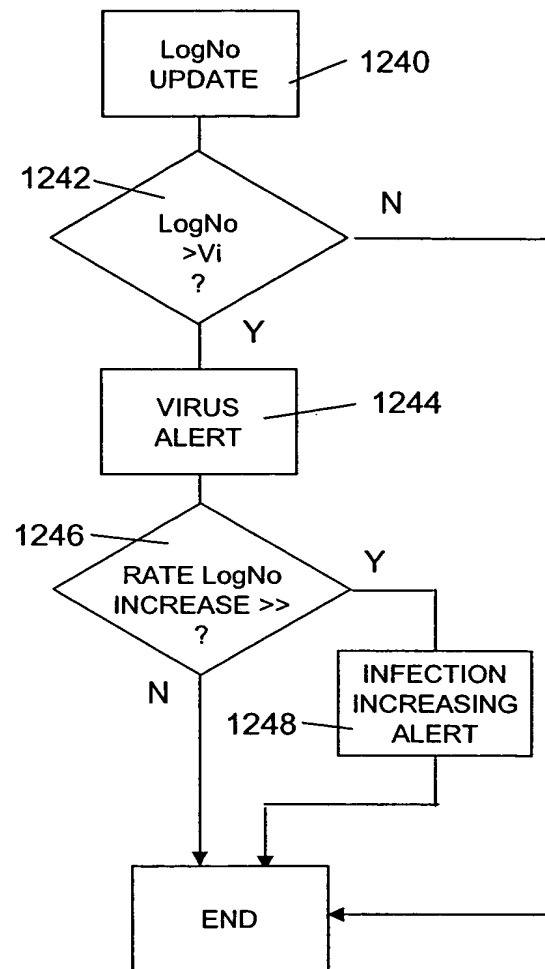 LogNo
UPDATE
1240
1242
LogNo
>Vi
?
N
Y
VIRUS
ALERT
1244
1246
RATE LogNo
INCREASE >>
?
Y
N
INFECTION
INCREASING
ALERT
1248
END